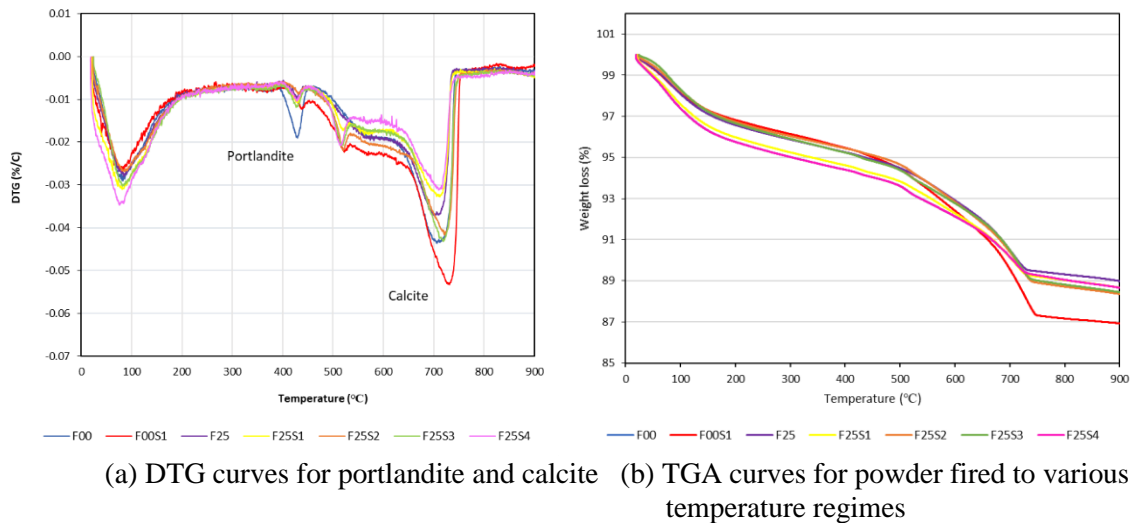 0.01
0.00
-0.01
-0.02
-0.03
-0.04
-0.05
-0.06
-0.07
DTG (%/C)
Portlandite
Calcite
0 100 200 300 400 500 600 700 800 900
Temperature (°C)
F00 F00S1 F25 F25S1 F25S2 F25S3 F25S4
(a) DTG curves for portlandite and calcite
101
99
97
95
93
91
89
87
85
Weight loss (%)
0 100 200 300 400 500 600 700 800 900
Temperature (°C)
F00 F00S1 F25 F25S1 F25S2 F25S3 F25S4
(b) TGA curves for powder fired to various
temperature regimes